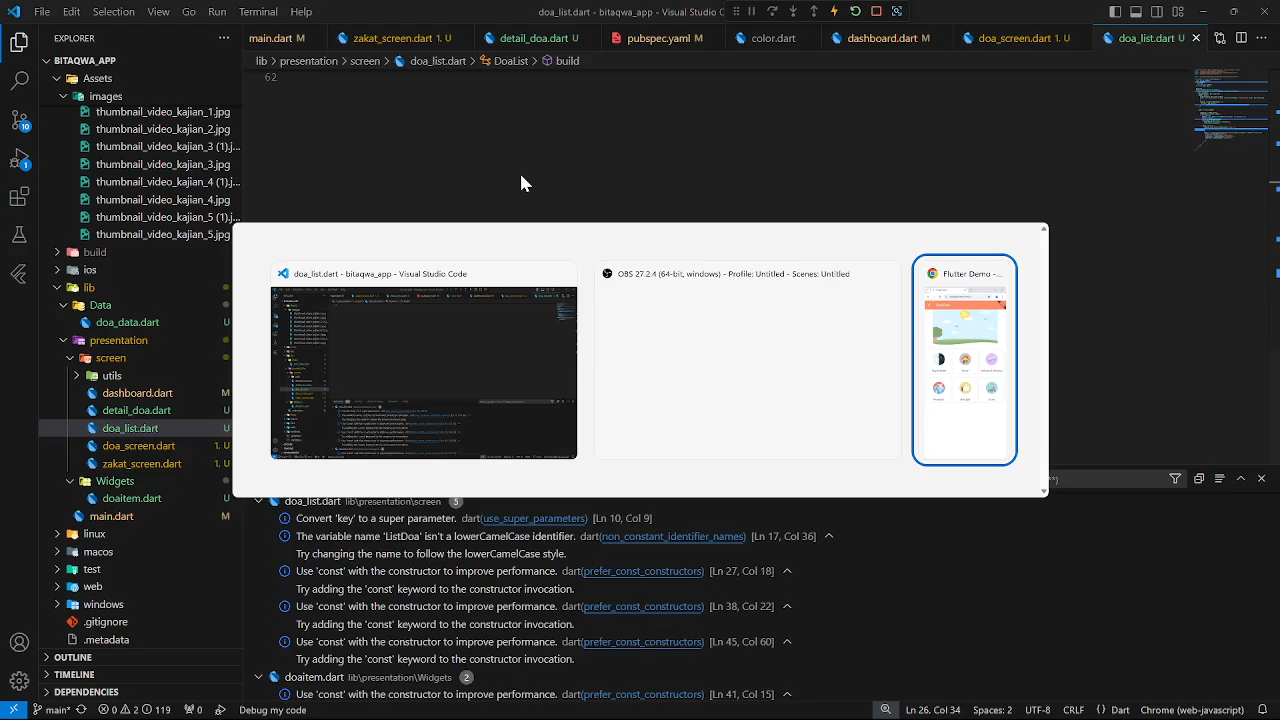 File Edit Selection View Go Run Terminal Help
doa_list.dart - bitaqwa_app - Visual Studio C
EXPLORER
main.dart M
zakat_screen.dart 1, U
detail_doa.dart U
pubspec.yaml M
color.dart
dashboard.dart M
doa_screen.dart 1, U
doa_list.dart U
lib > presentation > screen > doa_list.dart > DoaList > build
62
BITAQWA_APP
Assets
images
thumbnail_video_kajian_1.jpg
thumbnail_video_kajian_2.jpg
thumbnail_video_kajian_3 (1).jpg
thumbnail_video_kajian_3.jpg
thumbnail_video_kajian_4 (1).j...
thumbnail_video_kajian_4.jpg
thumbnail_video_kajian_5 (1).j...
thumbnail_video_kajian_5.jpg
build
ios
lib
Data
doa_data.dart U
presentation
screen
utils
dashboard.dart M
detail_doa.dart U
doa_list.dart U
doa_screen.dart 1, U
zakat_screen.dart 1, U
Widgets
doaitem.dart U
main.dart M
linux
macos
test
web
windows
.gitignore
.metadata
OUTLINE
TIMELINE
DEPENDENCIES
10
1
doa_list.dart - bitaqwa_app - Visual Studio Code
OBS 27.2.4 (64-bit, windows) - Profile: Untitled - Scenes: Untitled
Flutter Demo -...
doa_list.dart lib\presentation\screen 5
Convert 'key' to a super parameter. dart(use_super_parameters) [Ln 10, Col 9]
The variable name 'ListDoa' isn't a lowerCamelCase identifier. dart(non_constant_identifier_names) [Ln 17, Col 36]
Try changing the name to follow the lowerCamelCase style.
Use 'const' with the constructor to improve performance. dart(prefer_const_constructors) [Ln 27, Col 18]
Try adding the 'const' keyword to the constructor invocation.
Use 'const' with the constructor to improve performance. dart(prefer_const_constructors) [Ln 38, Col 22]
Try adding the 'const' keyword to the constructor invocation.
Use 'const' with the constructor to improve performance. dart(prefer_const_constructors) [Ln 45, Col 60]
Try adding the 'const' keyword to the constructor invocation.
doaitem.dart lib\presentation\Widgets 2
Use 'const' with the constructor to improve performance. dart(prefer_const_constructors) [Ln 41, Col 15]
main* 0 2 119 0 Debug my code
Ln 26, Col 34 Spaces: 2 UTF-8 CRLF {} Dart Chrome (web-javascript)